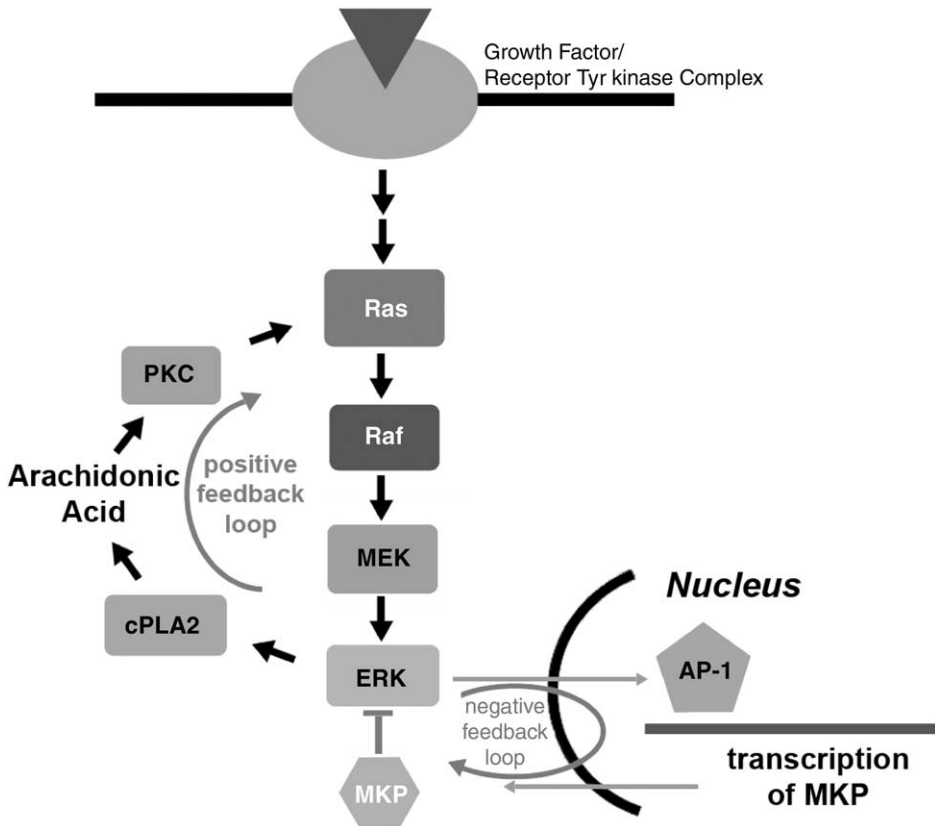 Growth Factor/
Receptor Tyr kinase Complex
Ras
PKC
Raf
Arachidonic
Acid
positive
feedback
loop
MEK
Nucleus
cPLA2
ERK
AP-1
negative
feedback
loop
MKP
transcription
of MKP